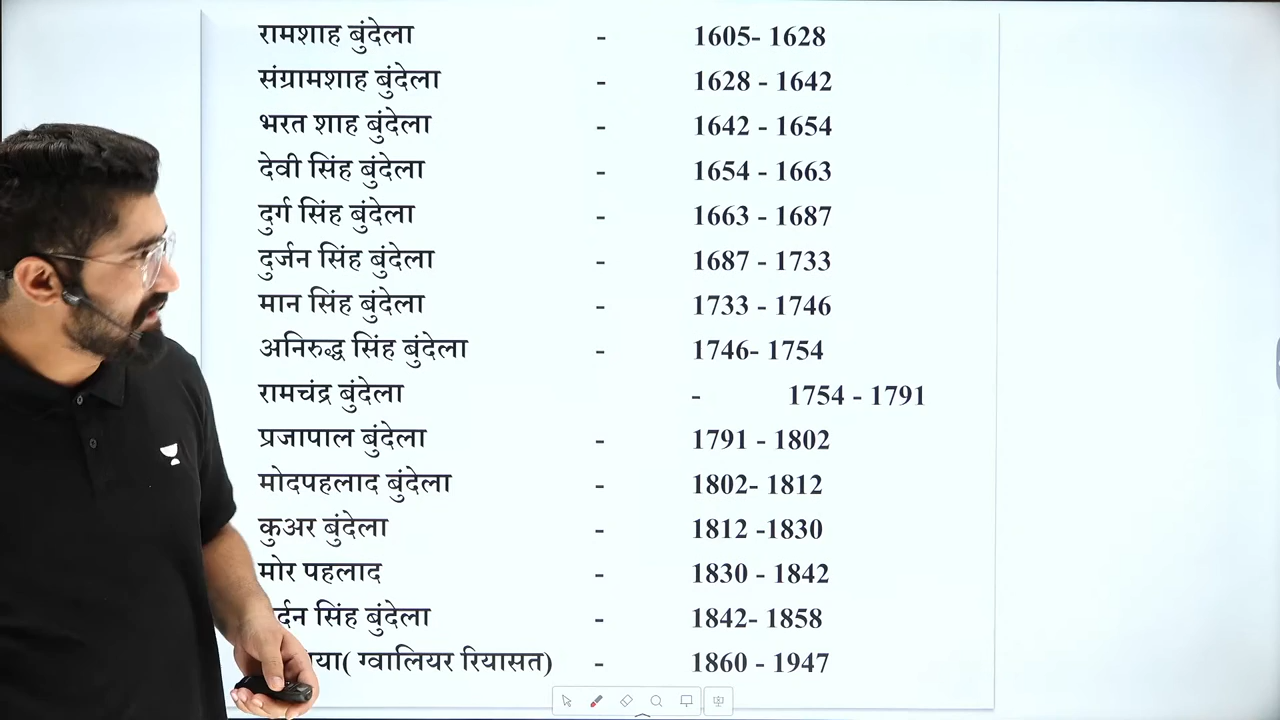 रामशाह बुंदेला - 1605- 1628
संग्रामशाह बुंदेला - 1628 - 1642
भरत शाह बुंदेला - 1642 - 1654
देवी सिंह बुंदेला - 1654 - 1663
दुर्ग सिंह बुंदेला - 1663 - 1687
दुर्जन सिंह बुंदेला - 1687 - 1733
मान सिंह बुंदेला - 1733 - 1746
अनिरुद्ध सिंह बुंदेला - 1746- 1754
रामचंद्र बुंदेला - 1754 - 1791
प्रजापाल बुंदेला - 1791 - 1802
मोदपहलाद बुंदेला - 1802- 1812
कुअर बुंदेला - 1812 -1830
मोर पहलाद - 1830 - 1842
सिंह बुंदेला - 1842- 1858
( ग्वालियर रियासत) - 1860 - 1947